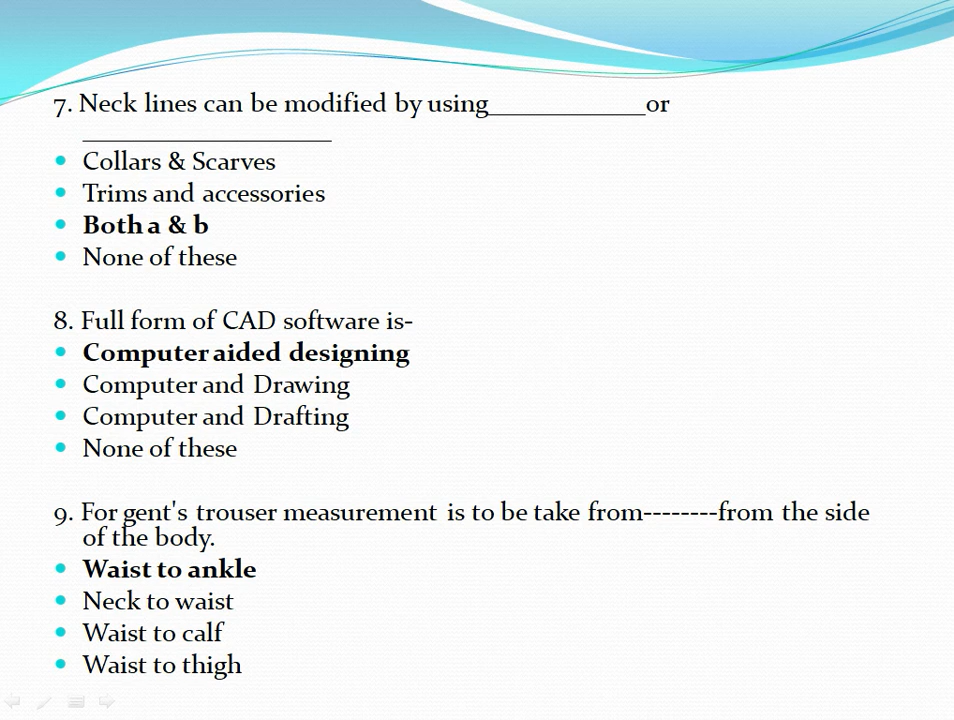 7. Neck lines can be modified by using____________or
___________________
Collars & Scarves
Trims and accessories
Both a & b
None of these
8. Full form of CAD software is-
Computer aided designing
Computer and Drawing
Computer and Drafting
None of these
9. For gent's trouser measurement is to be take from--------from the side
of the body.
Waist to ankle
Neck to waist
Waist to calf
Waist to thigh